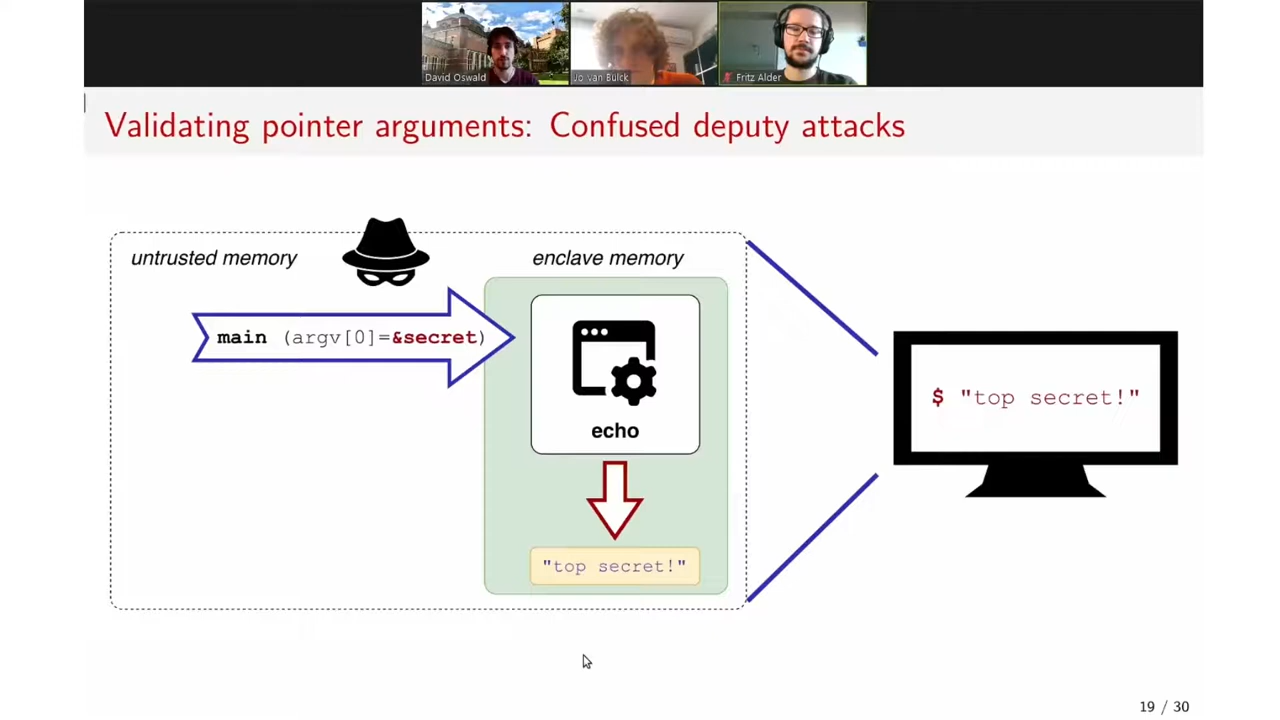 David Oswald
Jo Van Bulck
Fritz Alder
Validating pointer arguments: Confused deputy attacks
untrusted memory
enclave memory
main (argv[0]=&secret)
echo
"top secret!"
$ "top secret!"
19 / 30